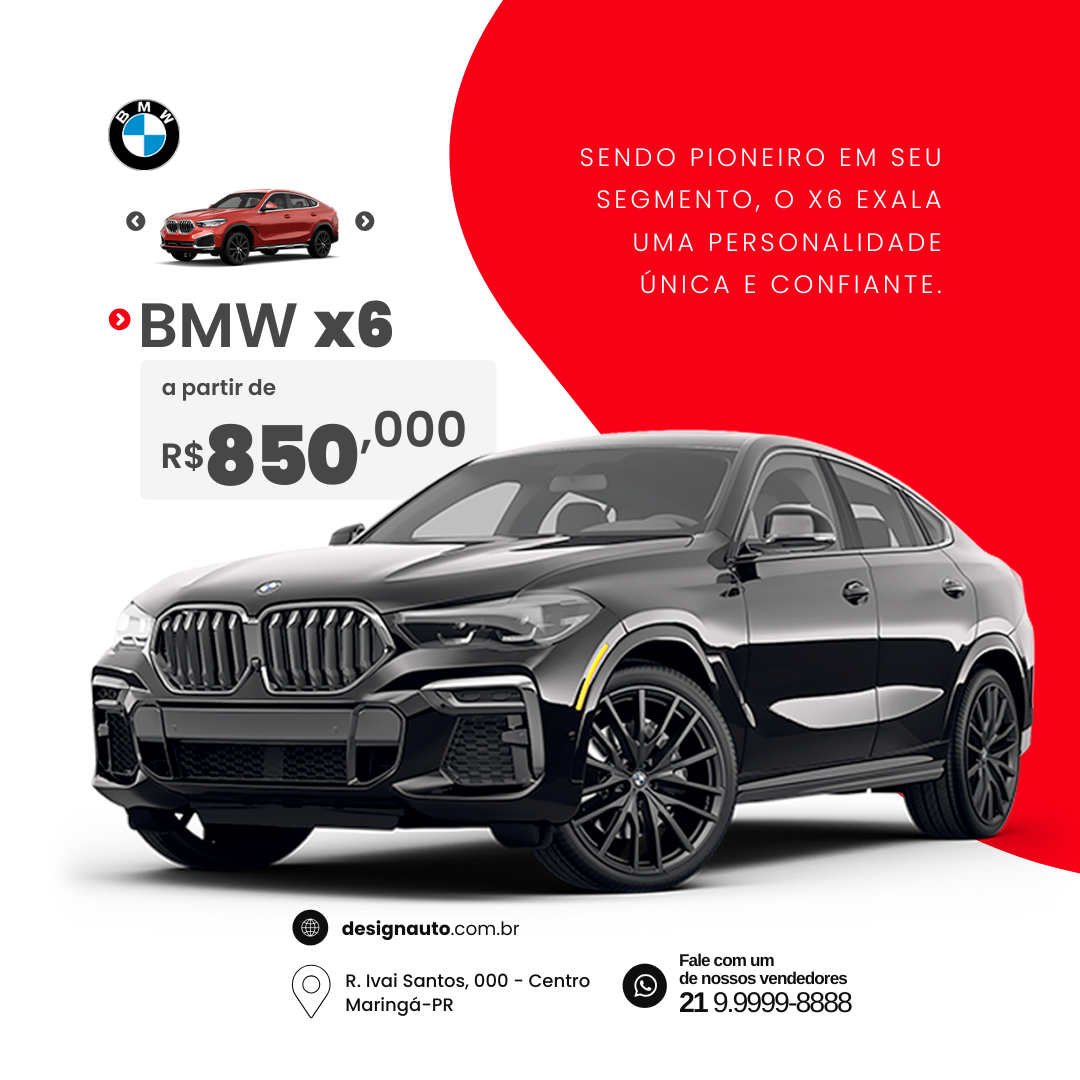 BMW
SENDO PIONEIRO EM SEU
SEGMENTO, O X6 EXALA
UMA PERSONALIDADE
ÚNICA E CONFIANTE.
BMW x6
a partir de
R$850,000
designauto.com.br
R. Ivai Santos, 000 - Centro
Maringá-PR
Fale com um
de nossos vendedores
21 9.9999-8888